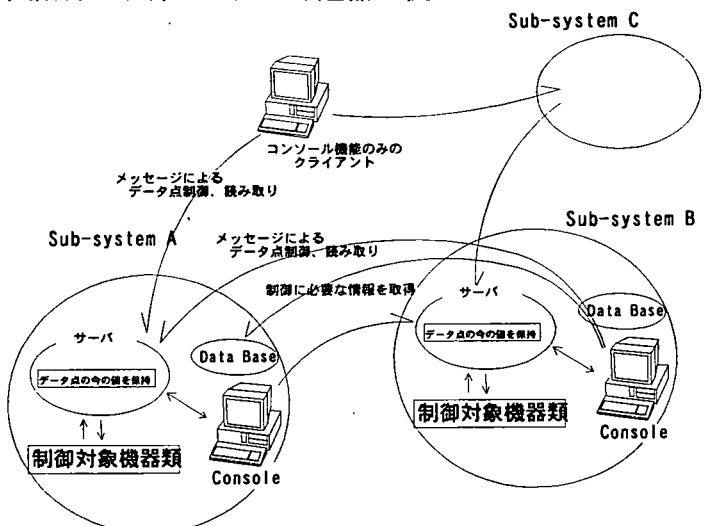 Sub-system C
コンソール機能のみの
クライアント
メッセージによる
データ点制御、読み取り
Sub-system A
メッセージによる
データ点制御、読み取り
Sub-system B
制御に必要な情報を取得
サーバ
Data Base
データ点の今の値を保持
サーバ
Data Base
データ点の今の値を保持
制御対象機器類
Console
制御対象機器類
Console